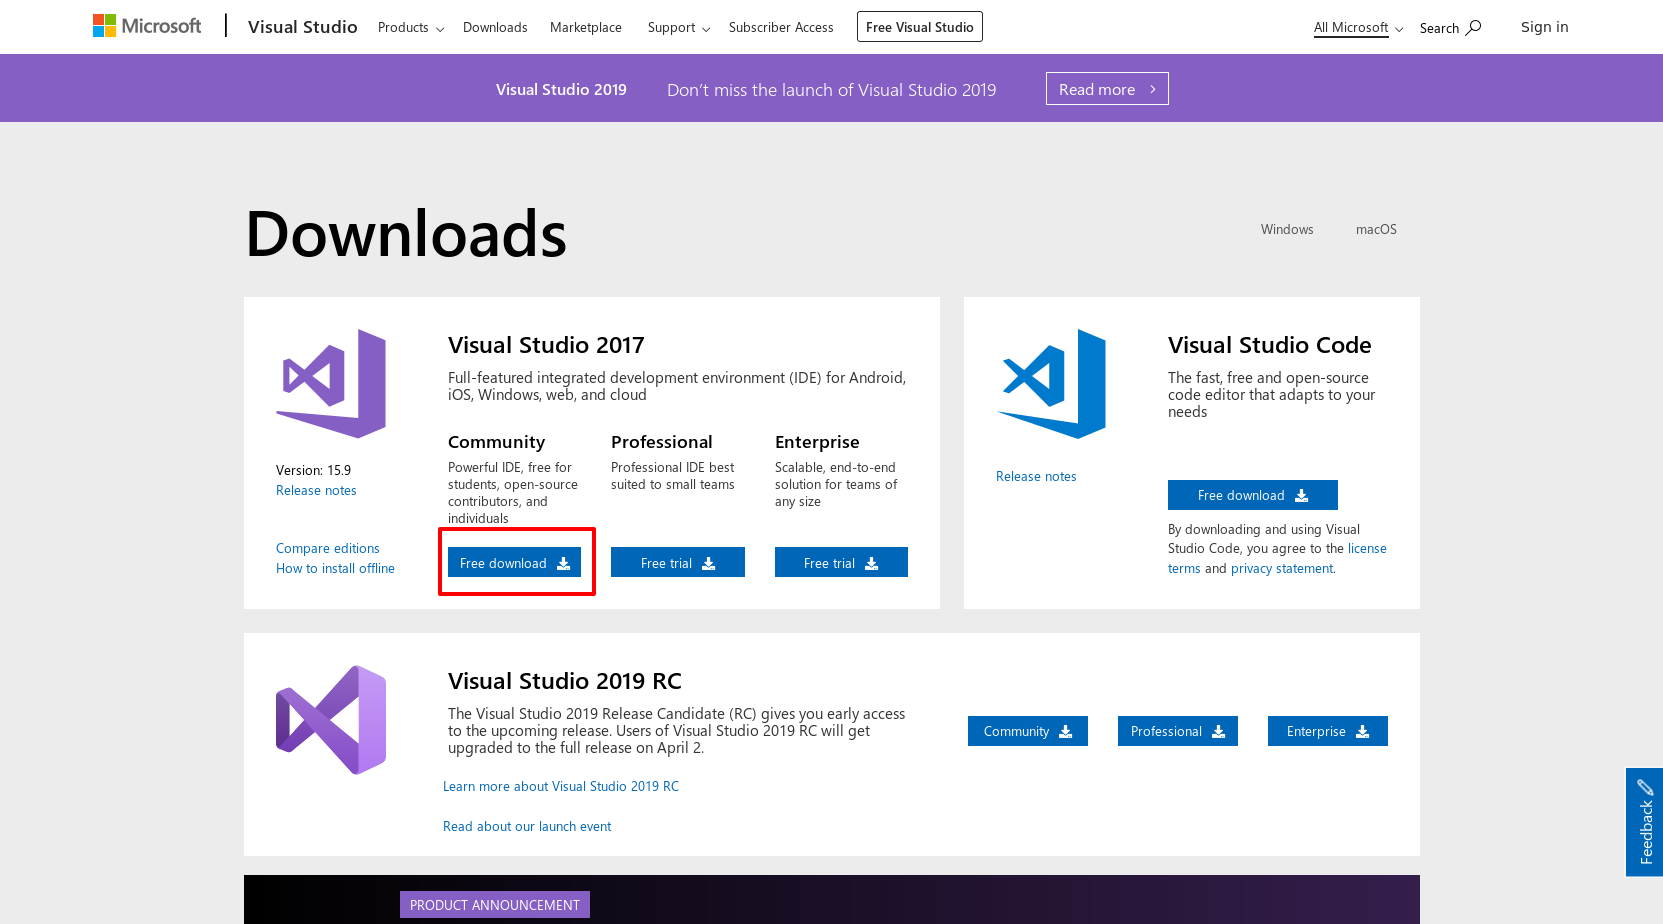 Microsoft
Visual Studio
Products
Downloads
Marketplace
Support
Subscriber Access
Free Visual Studio
All Microsoft
Search
Sign in
Visual Studio 2019
Don't miss the launch of Visual Studio 2019
Read more
Downloads
Windows
macOS
Visual Studio 2017
Full-featured integrated development environment (IDE) for Android,
iOS, Windows, web, and cloud
Version: 15.9
Release notes
Compare editions
How to install offline
Community
Powerful IDE, free for
students, open-source
contributors, and
individuals
Free download
Professional
Professional IDE best
suited to small teams
Free trial
Enterprise
Scalable, end-to-end
solution for teams of
any size
Free trial
Visual Studio Code
The fast, free and open-source
code editor that adapts to your
needs
Release notes
Free download
By downloading and using Visual
Studio Code, you agree to the license
terms and privacy statement.
Visual Studio 2019 RC
The Visual Studio 2019 Release Candidate (RC) gives you early access
to the upcoming release. Users of Visual Studio 2019 RC will get
upgraded to the full release on April 2.
Learn more about Visual Studio 2019 RC
Read about our launch event
Community
Professional
Enterprise
Feedback
PRODUCT ANNOUNCEMENT